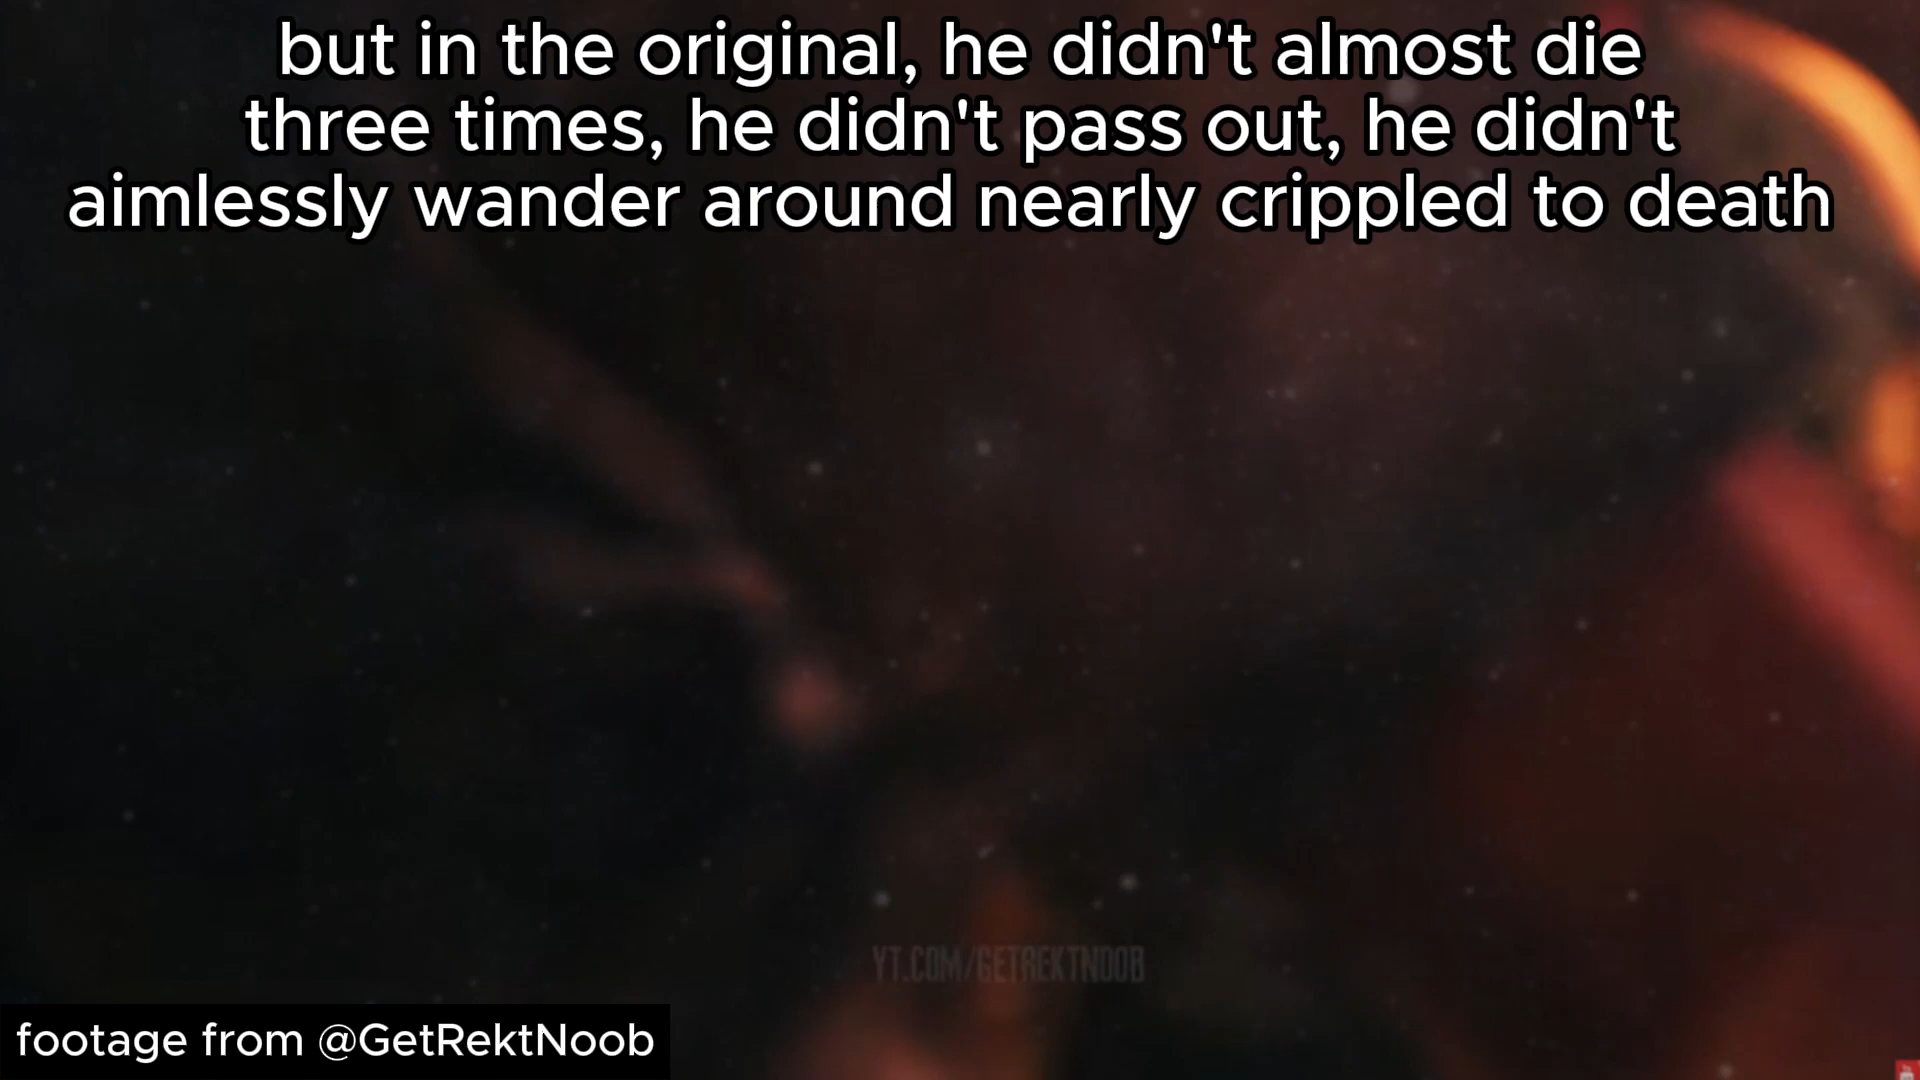 but in the original, he didn't almost die
three times, he didn't pass out, he didn't
aimlessly wander around nearly crippled to death
YT.COM/GETREKTNOOB
footage from @GetRektNoob